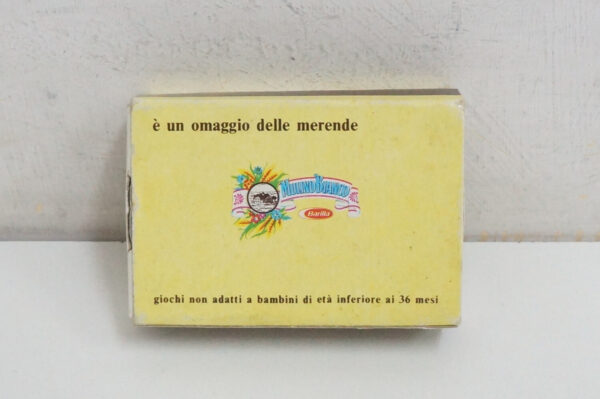 è un omaggio delle merende
Mulino Bianco
Barilla
giochi non adatti a bambini di età inferiore ai 36 mesi